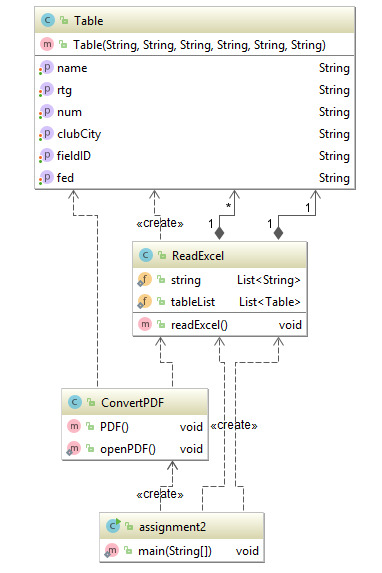 Table
Table(String, String, String, String, String, String)
name String
rtg String
num String
clubCity String
fieldID String
fed String
*
1
«create»
1
1
ReadExcel
string List<String>
tableList List<Table>
readExcel() void
ConvertPDF
PDF() void
openPDF() void
«create»
«create»
assignment2
main(String[]) void